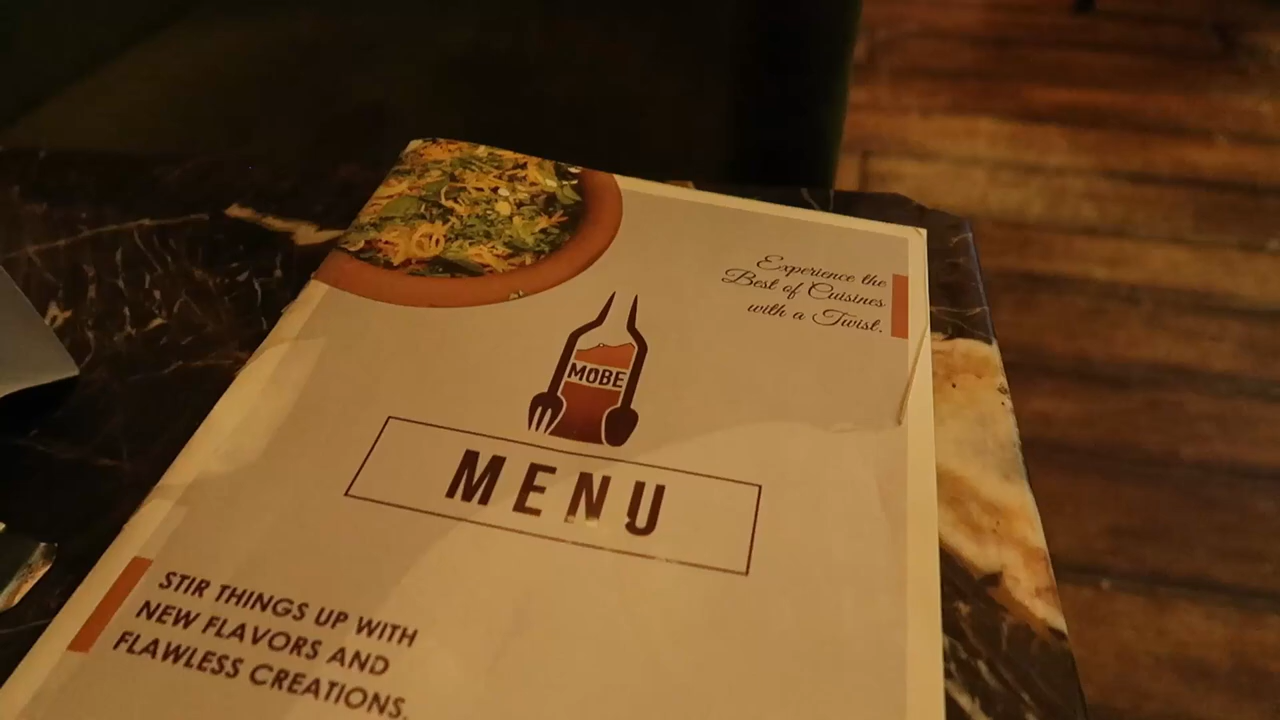 Experience the
Best of Cuisines
with a Twist.
MOBE
MENU
STIR THINGS UP WITH
NEW FLAVORS AND
FLAWLESS CREATIONS.